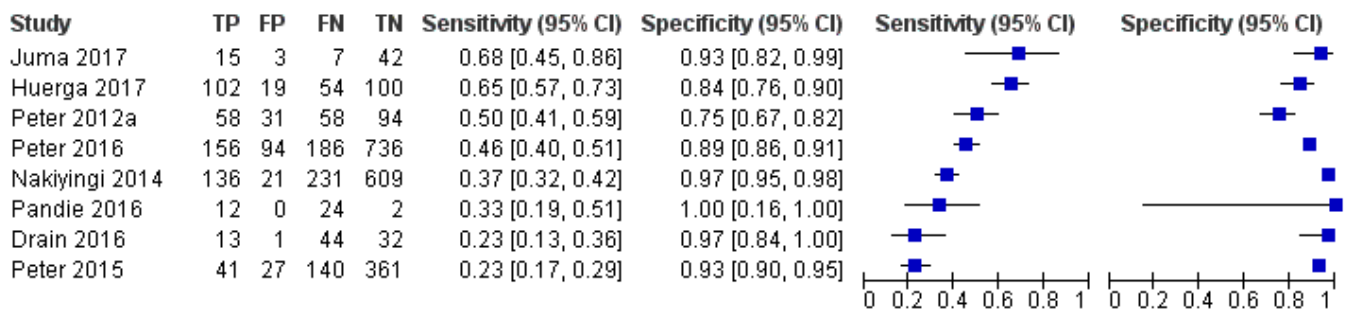 Study TP FP FN TN Sensitivity (95% CI) Specificity (95% CI) Sensitivity (95% CI) Specificity (95% CI)
Juma 2017 15 3 7 42 0.68 [0.45, 0.86] 0.93 [0.82, 0.99]
Huerga 2017 102 19 54 100 0.65 [0.57, 0.73] 0.84 [0.76, 0.90]
Peter 2012a 58 31 58 94 0.50 [0.41, 0.59] 0.75 [0.67, 0.82]
Peter 2016 156 94 186 736 0.46 [0.40, 0.51] 0.89 [0.86, 0.91]
Nakiyingi 2014 136 21 231 609 0.37 [0.32, 0.42] 0.97 [0.95, 0.98]
Pandie 2016 12 0 24 2 0.33 [0.19, 0.51] 1.00 [0.16, 1.00]
Drain 2016 13 1 44 32 0.23 [0.13, 0.36] 0.97 [0.84, 1.00]
Peter 2015 41 27 140 361 0.23 [0.17, 0.29] 0.93 [0.90, 0.95]
0 0.2 0.4 0.6 0.8 1 0 0.2 0.4 0.6 0.8 1